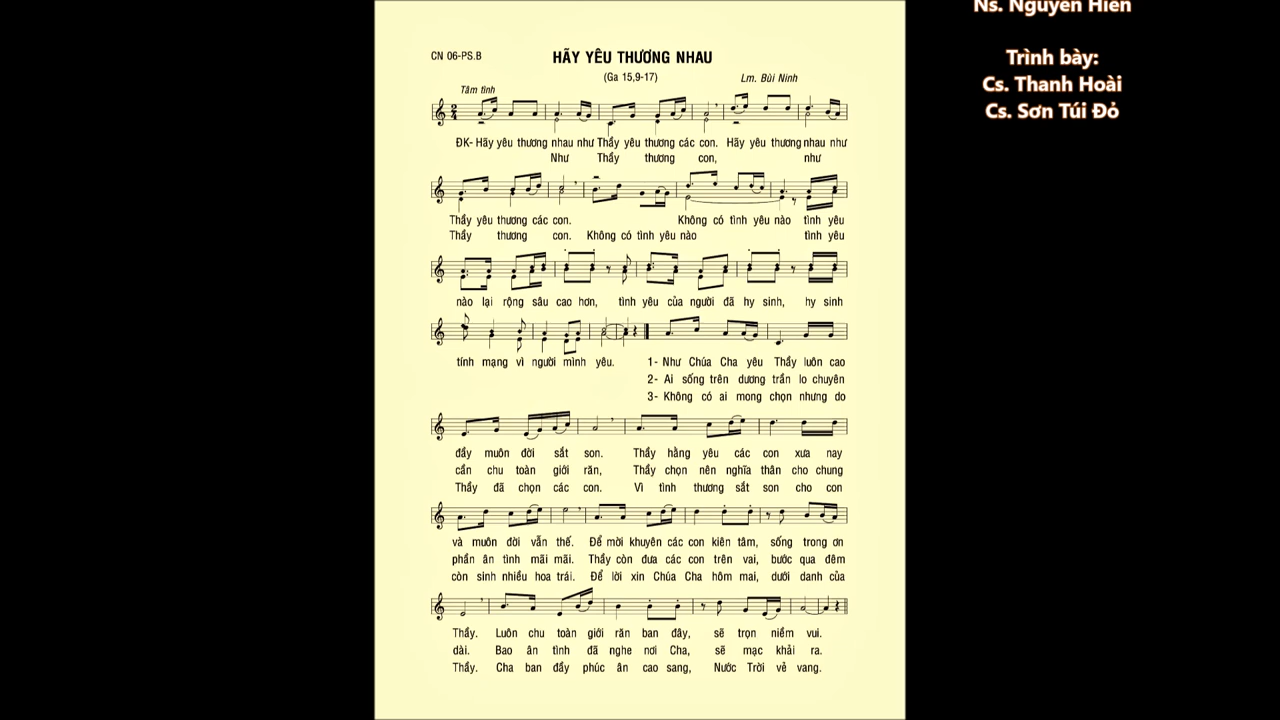 Ns. Nguyễn Hiên
Trình bày:
Cs. Thanh Hoài
Cs. Sơn Túi Đỏ
CN 06-PS.B
HÃY YÊU THƯƠNG NHAU
(Ga 15,9-17)
Lm. Bùi Ninh
Tâm tình
ĐK- Hãy yêu thương nhau như Thầy yêu thương các con. Hãy yêu thương nhau như
Như Thầy thương con, như
Thầy yêu thương các con. Không có tình yêu nào tình yêu
Thầy thương con. Không có tình yêu nào tình yêu
nào lại rộng sâu cao hơn, tình yêu của người đã hy sinh, hy sinh
tính mạng vì người mình yêu. 1- Như Chúa Cha yêu Thầy luôn cao
2- Ai sống trên dương trần lo chuyên
3- Không có ai mong chọn nhưng do
đầy muôn đời sắt son. Thầy hằng yêu các con xưa nay
cần chu toàn giới răn, Thầy chọn nên nghĩa thân cho chung
Thầy đã chọn các con. Vì tình thương sắt son cho con
và muôn đời vẫn thế. Để mời khuyên các con kiên tâm, sống trong ơn
phần ân tình mãi mãi. Thầy còn đưa các con trên vai, bước qua đêm
còn sinh nhiều hoa trái. Để lời xin Chúa Cha hôm mai, dưới danh của
Thầy. Luôn chu toàn giới răn ban đây, sẽ trọn niềm vui.
dài. Bao ân tình đã nghe nơi Cha, sẽ mạc khải ra.
Thầy. Cha ban đầy phúc ân cao sang, Nước Trời vẻ vang.